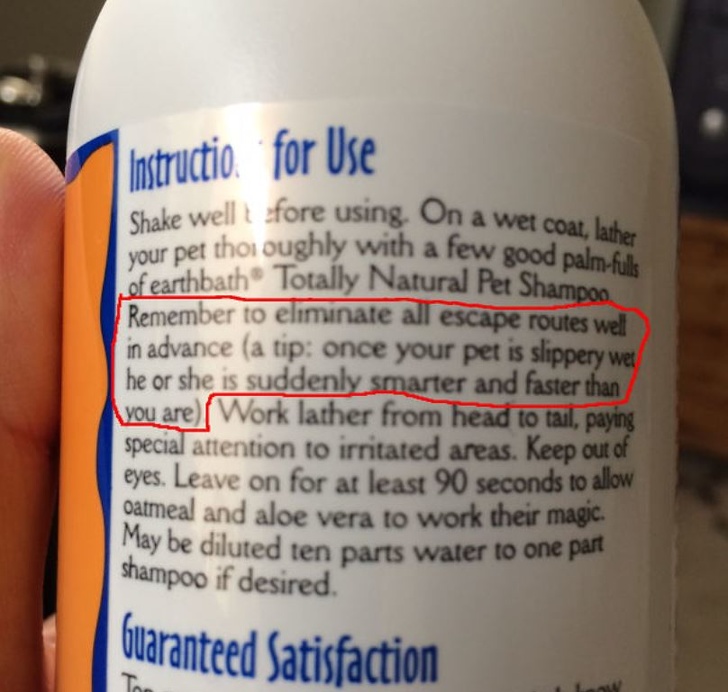 Instructions for Use
Shake well before using. On a wet coat, lather
your pet thoroughly with a few good palm-fulls
of earthbath® Totally Natural Pet Shampoo.
Remember to eliminate all escape routes well
in advance (a tip: once your pet is slippery wet
he or she is suddenly smarter and faster than
you are) Work lather from head to tail, paying
special attention to irritated areas. Keep out of
eyes. Leave on for at least 90 seconds to allow
oatmeal and aloe vera to work their magic.
May be diluted ten parts water to one part
shampoo if desired.
Guaranteed Satisfaction